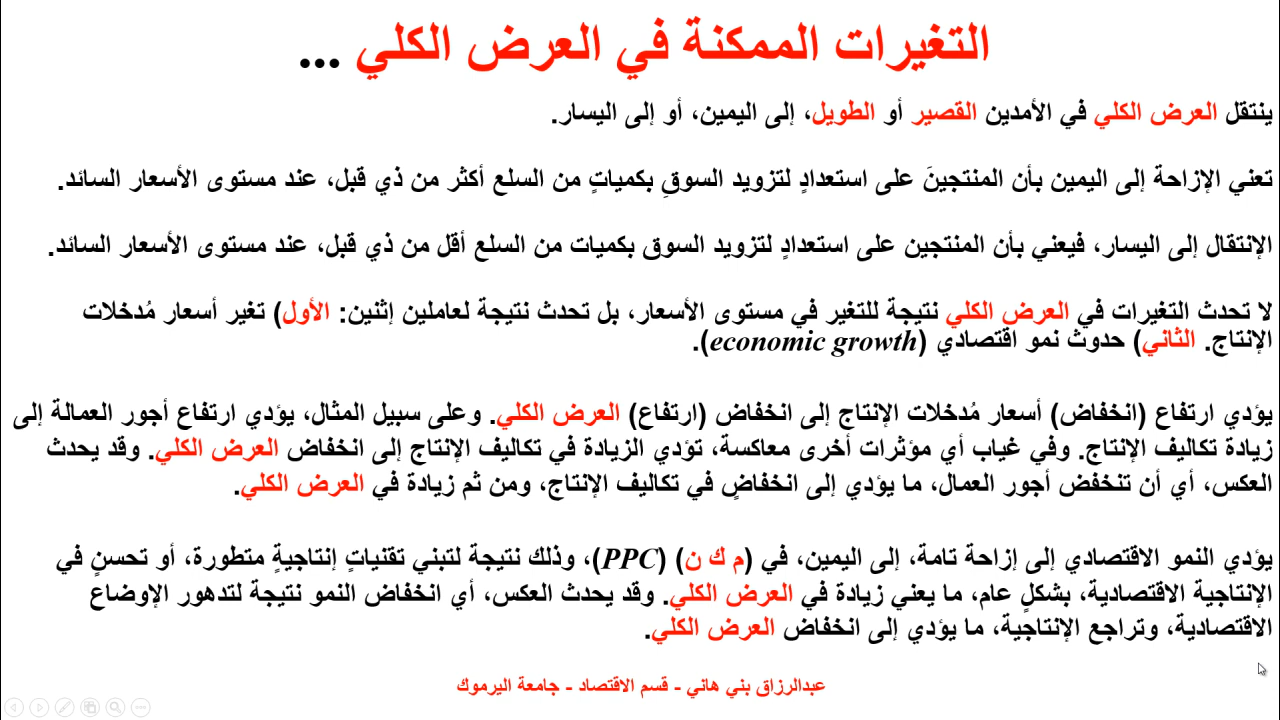 التغيرات الممكنة في العرض الكلي ...
ينتقل العرض الكلي في الأمدين القصير أو الطويل، إلى اليمين، أو إلى اليسار.
تعني الإزاحة إلى اليمين بأن المنتجينَ على استعدادٍ لتزويد السوقِ بكمياتٍ من السلع أكثر من ذي قبل، عند مستوى الأسعار السائد.
الإنتقال إلى اليسار، فيعني بأن المنتجين على استعدادٍ لتزويد السوق بكميات من السلع أقل من ذي قبل، عند مستوى الأسعار السائد.
لا تحدث التغيرات في العرض الكلي نتيجة للتغير في مستوى الأسعار، بل تحدث نتيجة لعاملين إثنين: الأول) تغير أسعار مُدخلات
الإنتاج. الثاني) حدوث نمو اقتصادي (economic growth).
يؤدي ارتفاع (انخفاض) أسعار مُدخلات الإنتاج إلى انخفاض (ارتفاع) العرض الكلي. وعلى سبيل المثال، يؤدي ارتفاع أجور العمالة إلى
زيادة تكاليف الإنتاج. وفي غياب أي مؤثرات أخرى معاكسة، تؤدي الزيادة في تكاليف الإنتاج إلى انخفاض العرض الكلي. وقد يحدث
العكس، أي أن تنخفض أجور العمال، ما يؤدي إلى انخفاضٍ في تكاليف الإنتاج، ومن ثم زيادة في العرض الكلي.
يؤدي النمو الاقتصادي إلى إزاحة تامة، إلى اليمين، في (م ك ن) (PPC)، وذلك نتيجة لتبني تقنياتٍ إنتاجيةٍ متطورة، أو تحسنٍ في
الإنتاجية الاقتصادية، بشكلٍ عام، ما يعني زيادة في العرض الكلي. وقد يحدث العكس، أي انخفاض النمو نتيجة لتدهور الإوضاع
الاقتصادية، وتراجع الإنتاجية، ما يؤدي إلى انخفاض العرض الكلي.
عبدالرزاق بني هاني - قسم الاقتصاد - جامعة اليرموك